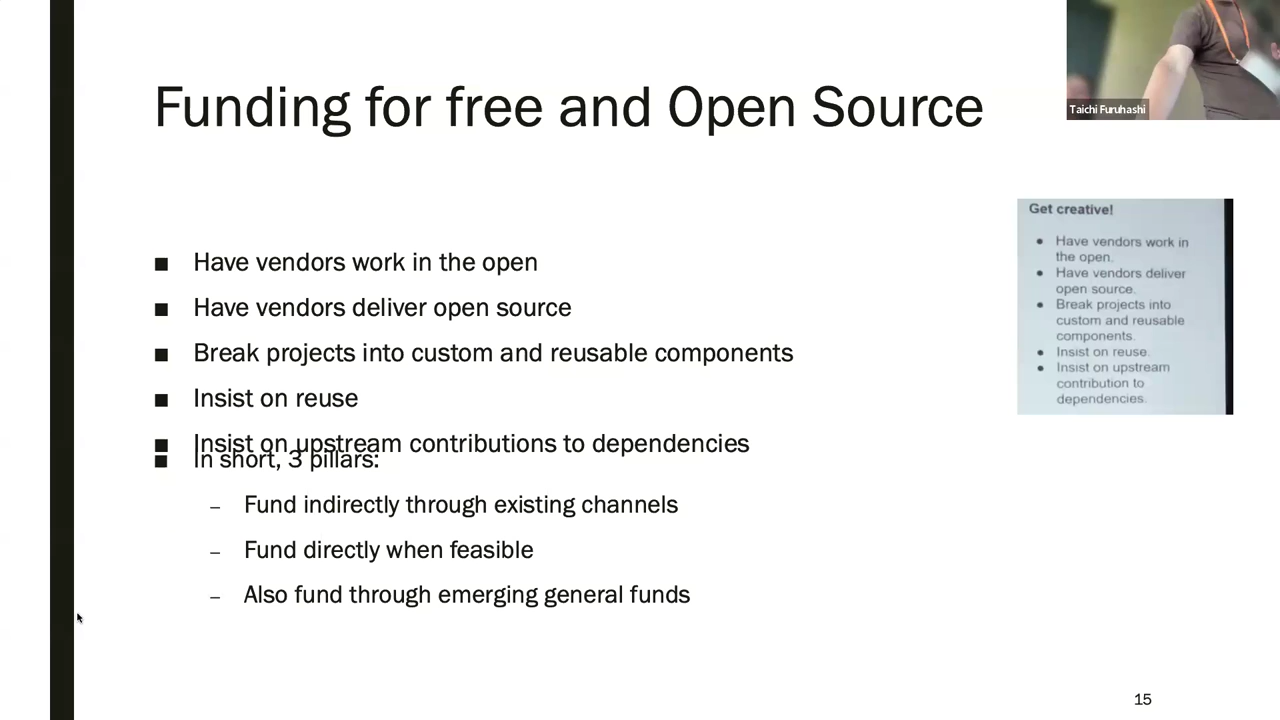 Funding for free and Open Source
Taichi Furuhashi
■ Have vendors work in the open
■ Have vendors deliver open source
■ Break projects into custom and reusable components
■ Insist on reuse
■ Insist on upstream contributions to dependencies
■ In short, 3 pillars:
– Fund indirectly through existing channels
– Fund directly when feasible
– Also fund through emerging general funds
Get creative!
● Have vendors work in
the open.
● Have vendors deliver
open source.
● Break projects into
custom and reusable
components.
● Insist on reuse.
● Insist on upstream
contribution to
dependencies.
15